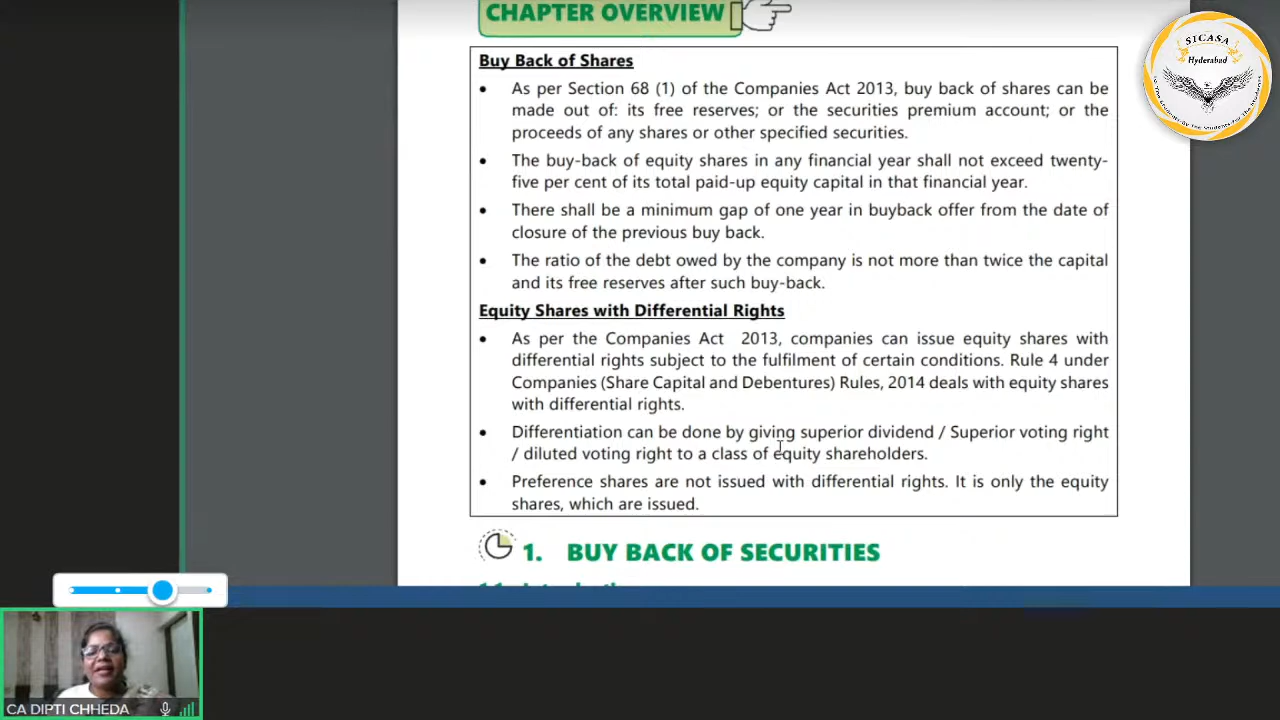 CHAPTER OVERVIEW
SICASA
Hyderabad
Buy Back of Shares
• As per Section 68 (1) of the Companies Act 2013, buy back of shares can be
made out of: its free reserves; or the securities premium account; or the
proceeds of any shares or other specified securities.
• The buy-back of equity shares in any financial year shall not exceed twenty-
five per cent of its total paid-up equity capital in that financial year.
• There shall be a minimum gap of one year in buyback offer from the date of
closure of the previous buy back.
• The ratio of the debt owed by the company is not more than twice the capital
and its free reserves after such buy-back.
Equity Shares with Differential Rights
• As per the Companies Act 2013, companies can issue equity shares with
differential rights subject to the fulfilment of certain conditions. Rule 4 under
Companies (Share Capital and Debentures) Rules, 2014 deals with equity shares
with differential rights.
• Differentiation can be done by giving superior dividend / Superior voting right
/ diluted voting right to a class of equity shareholders.
• Preference shares are not issued with differential rights. It is only the equity
shares, which are issued.
1. BUY BACK OF SECURITIES
CA DIPTI CHHEDA